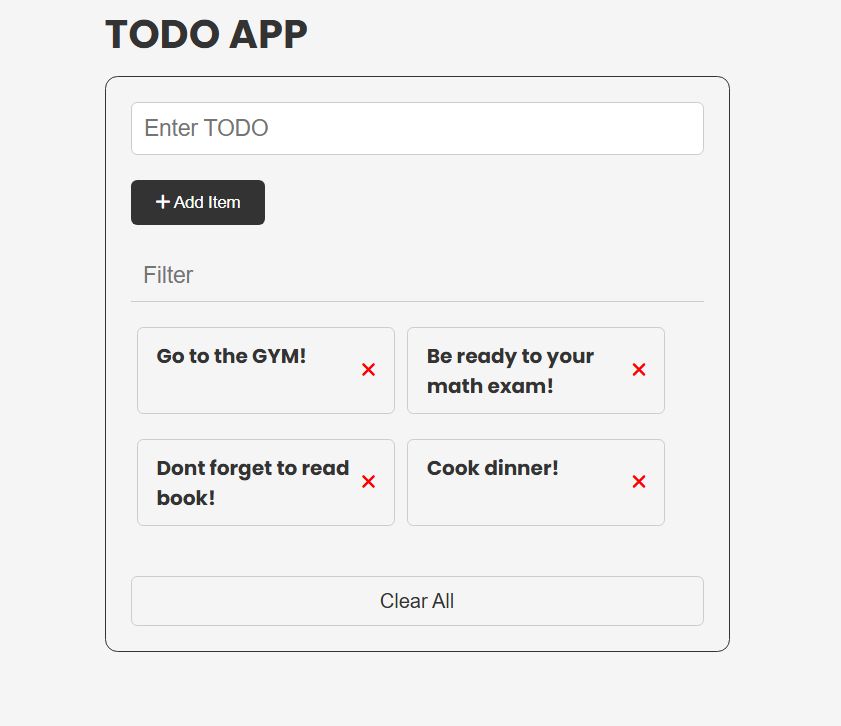 TODO APP
Enter TODO
Add Item
Filter
Go to the GYM!
Be ready to your
math exam!
Dont forget to read
book!
Cook dinner!
Clear All